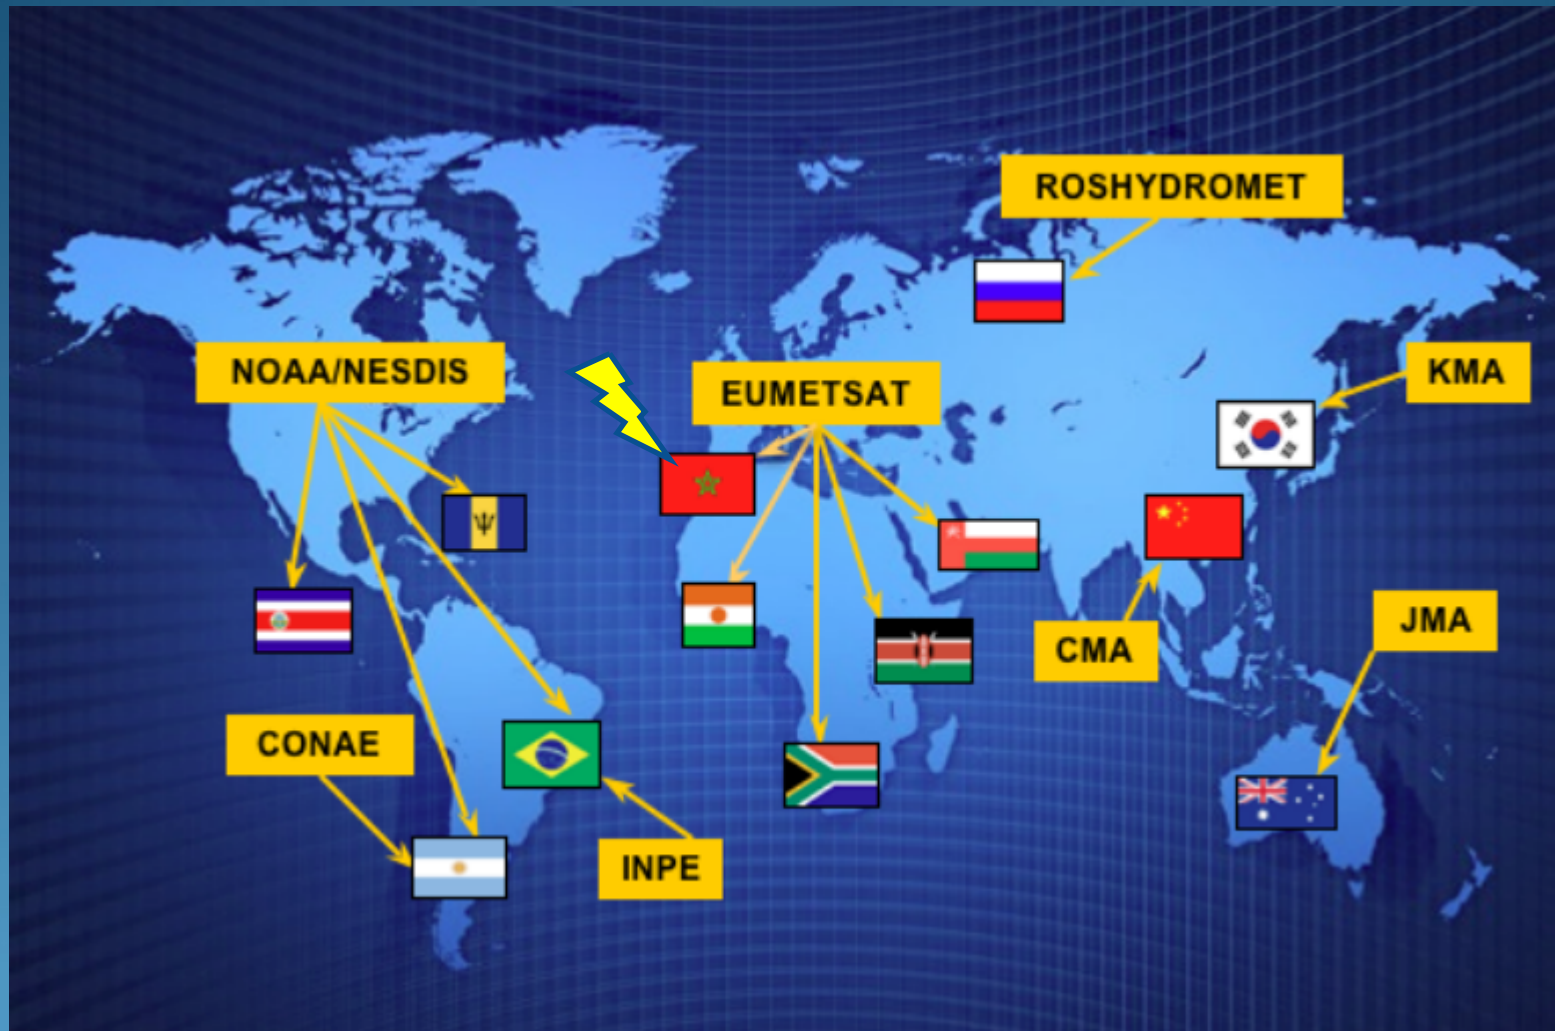 ROSHYDROMET
NOAA/NESDIS
EUMETSAT
KMA
JMA
CMA
CONAE
INPE